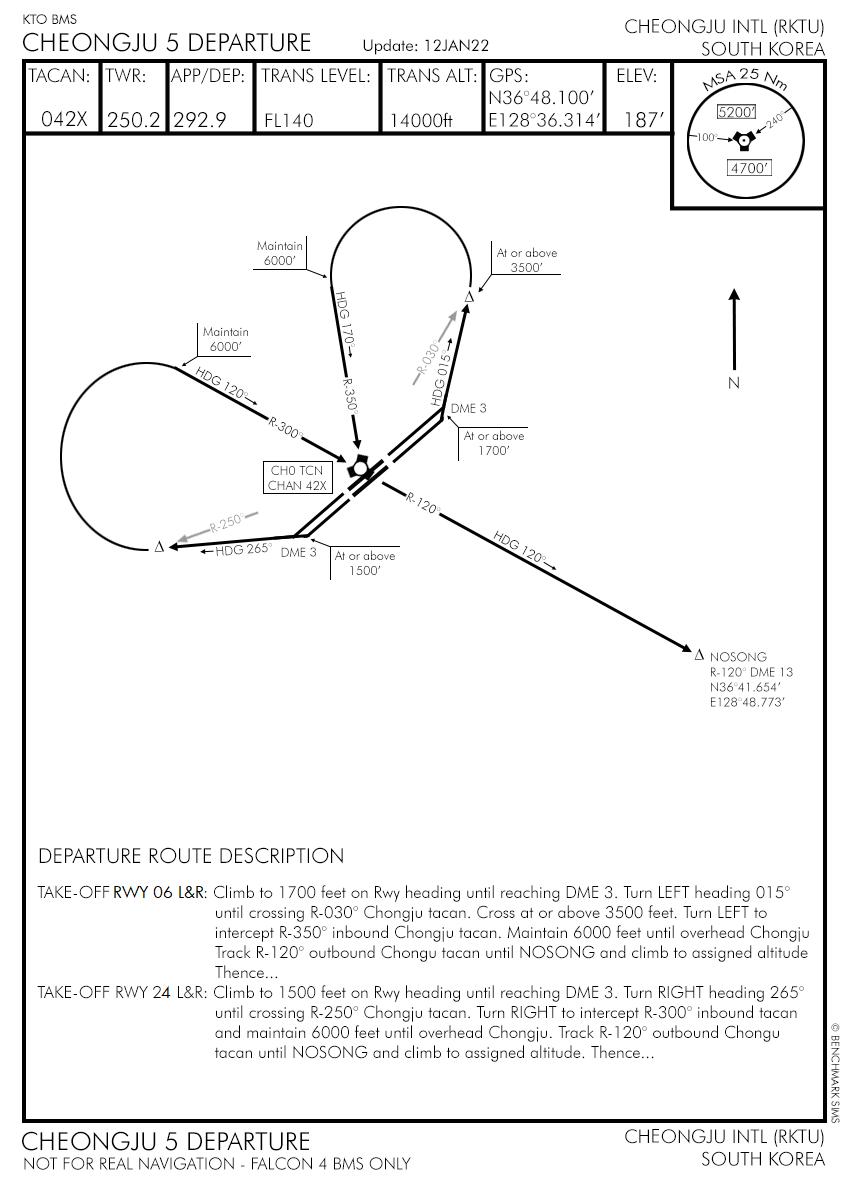 KTO BMS
CHEONGJU 5 DEPARTURE
Update: 12JAN22
CHEONGJU INTL (RKTU)
SOUTH KOREA
TACAN:
042X
TWR:
250.2
APP/DEP:
292.9
TRANS LEVEL:
FL140
TRANS ALT:
14000ft
GPS:
N36°48.100'
E128°36.314'
ELEV:
187'
MSA 25 Nm
5200'
100°
240°
4700'
Maintain
6000'
At or above
3500'
HDG 170°
R-030°
HDG 015°
R-350°
Maintain
6000'
HDG 120°
R-300°
DME 3
At or above
1700'
N
CH0 TCN
CHAN 42X
R-120°
HDG 120°
R-250°
HDG 265°
DME 3
At or above
1500'
NOSONG
R-120° DME 13
N36°41.654'
E128°48.773'
DEPARTURE ROUTE DESCRIPTION
TAKE-OFF RWY 06 L&R: Climb to 1700 feet on Rwy heading until reaching DME 3. Turn LEFT heading 015°
until crossing R-030° Chongju tacan. Cross at or above 3500 feet. Turn LEFT to
intercept R-350° inbound Chongju tacan. Maintain 6000 feet until overhead Chongju
Track R-120° outbound Chongu tacan until NOSONG and climb to assigned altitude
Thence...
TAKE-OFF RWY 24 L&R: Climb to 1500 feet on Rwy heading until reaching DME 3. Turn RIGHT heading 265°
until crossing R-250° Chongju tacan. Turn RIGHT to intercept R-300° inbound tacan
and maintain 6000 feet until overhead Chongju. Track R-120° outbound Chongu
tacan until NOSONG and climb to assigned altitude. Thence...
© BENCHMARK SIMS
CHEONGJU 5 DEPARTURE
NOT FOR REAL NAVIGATION - FALCON 4 BMS ONLY
CHEONGJU INTL (RKTU)
SOUTH KOREA